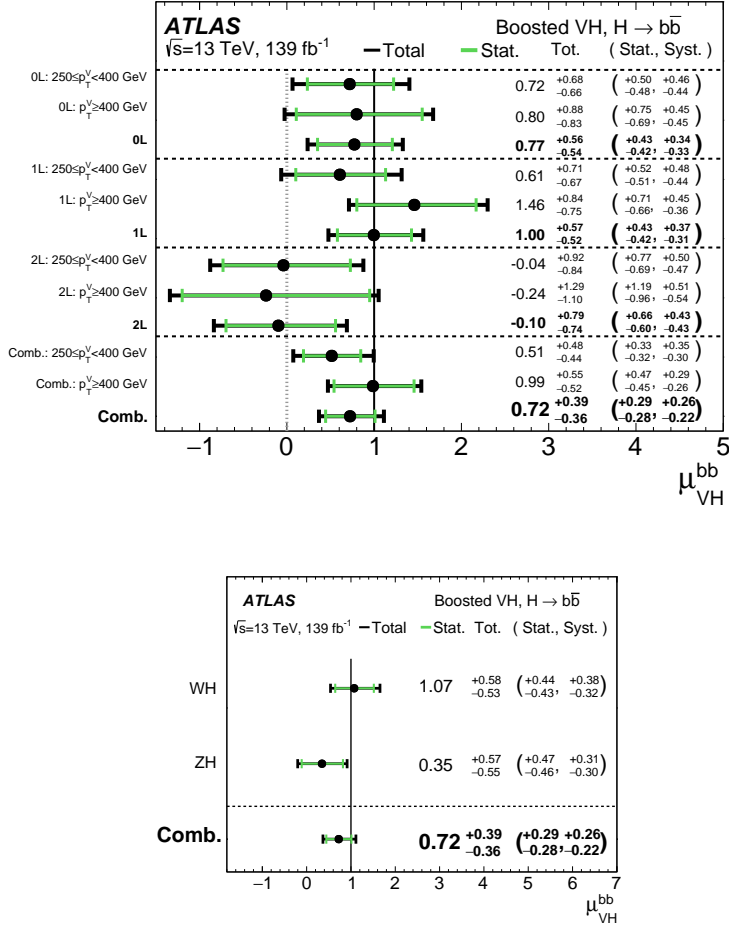 ATLAS Boosted VH, H → bb̅
√s=13 TeV, 139 fb⁻¹ Total Stat. Tot. ( Stat., Syst. )
0L: 250≤p_T^V<400 GeV 0.72 +0.68 −0.66 ( +0.50 −0.48 , +0.46 −0.44 )
0L: p_T^V≥400 GeV 0.80 +0.88 −0.83 ( +0.75 −0.69 , +0.45 −0.45 )
0L 0.77 +0.56 −0.54 ( +0.43 −0.42 , +0.34 −0.33 )
1L: 250≤p_T^V<400 GeV 0.61 +0.71 −0.67 ( +0.52 −0.51 , +0.48 −0.44 )
1L: p_T^V≥400 GeV 1.46 +0.84 −0.75 ( +0.71 −0.66 , +0.45 −0.36 )
1L 1.00 +0.57 −0.52 ( +0.43 −0.42 , +0.37 −0.31 )
2L: 250≤p_T^V<400 GeV -0.04 +0.92 −0.84 ( +0.77 −0.69 , +0.50 −0.47 )
2L: p_T^V≥400 GeV -0.24 +1.29 −1.10 ( +1.19 −0.96 , +0.51 −0.54 )
2L -0.10 +0.79 −0.74 ( +0.66 −0.60 , +0.43 −0.43 )
Comb.: 250≤p_T^V<400 GeV 0.51 +0.48 −0.44 ( +0.33 −0.32 , +0.35 −0.30 )
Comb.: p_T^V≥400 GeV 0.99 +0.55 −0.52 ( +0.47 −0.45 , +0.29 −0.26 )
Comb. 0.72 +0.39 −0.36 ( +0.29 −0.28 , +0.26 −0.22 )
−1 0 1 2 3 4 5
μ_VH^bb
ATLAS Boosted VH, H → bb̅
√s=13 TeV, 139 fb⁻¹ Total Stat. Tot. ( Stat., Syst. )
WH 1.07 +0.58 −0.53 ( +0.44 −0.43 , +0.38 −0.32 )
ZH 0.35 +0.57 −0.55 ( +0.47 −0.46 , +0.31 −0.30 )
Comb. 0.72 +0.39 −0.36 ( +0.29 −0.28 , +0.26 −0.22 )
−1 0 1 2 3 4 5 6 7
μ_VH^bb